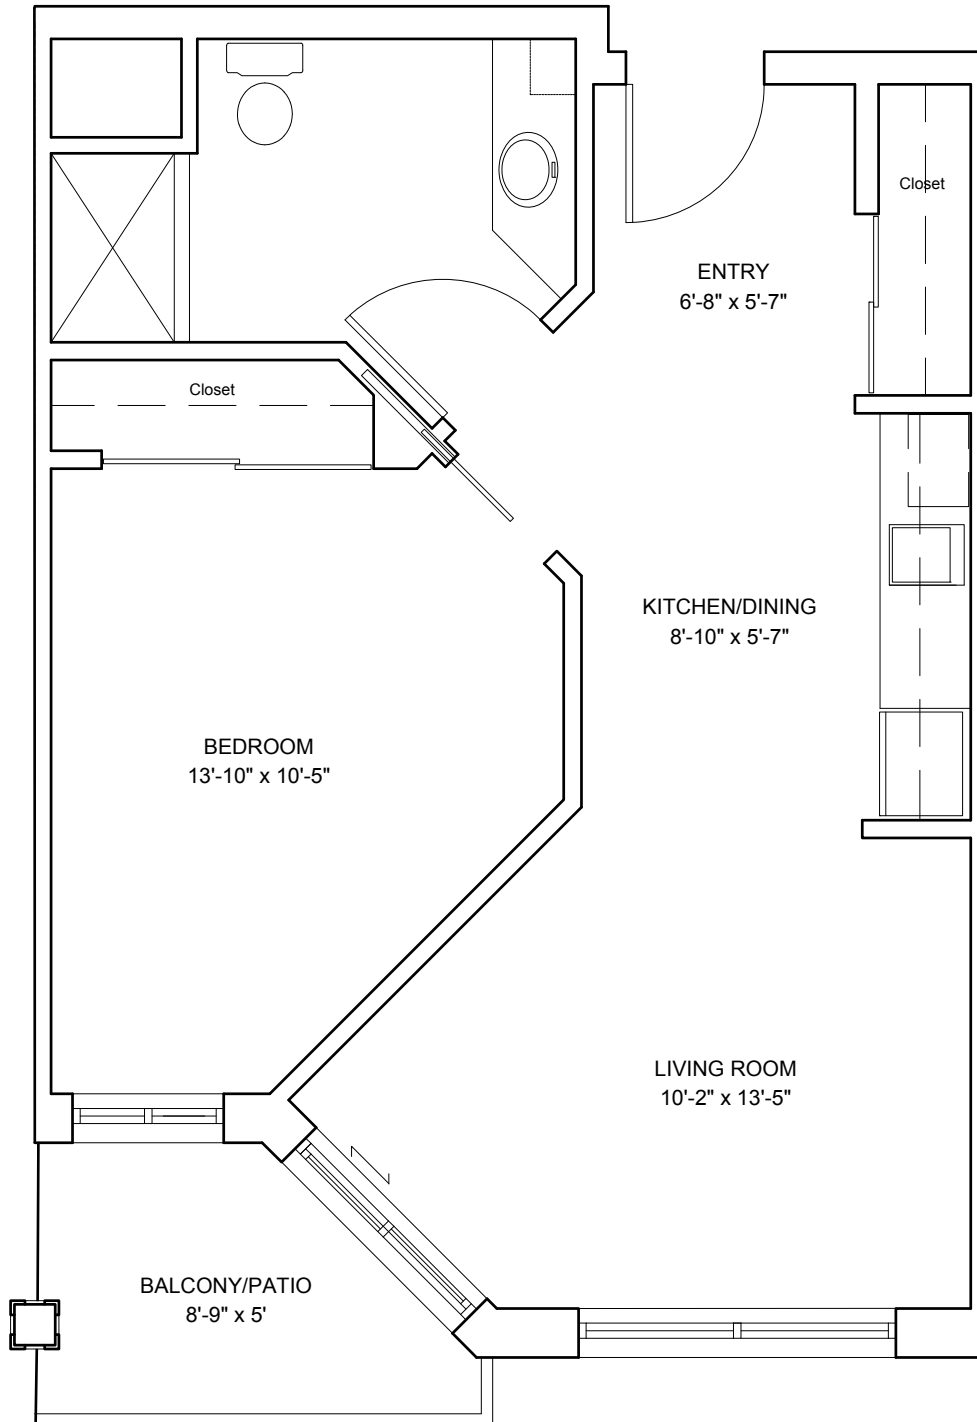 Closet
ENTRY
6'-8" x 5'-7"
Closet
KITCHEN/DINING
8'-10" x 5'-7"
BEDROOM
13'-10" x 10'-5"
LIVING ROOM
10'-2" x 13'-5"
BALCONY/PATIO
8'-9" x 5'